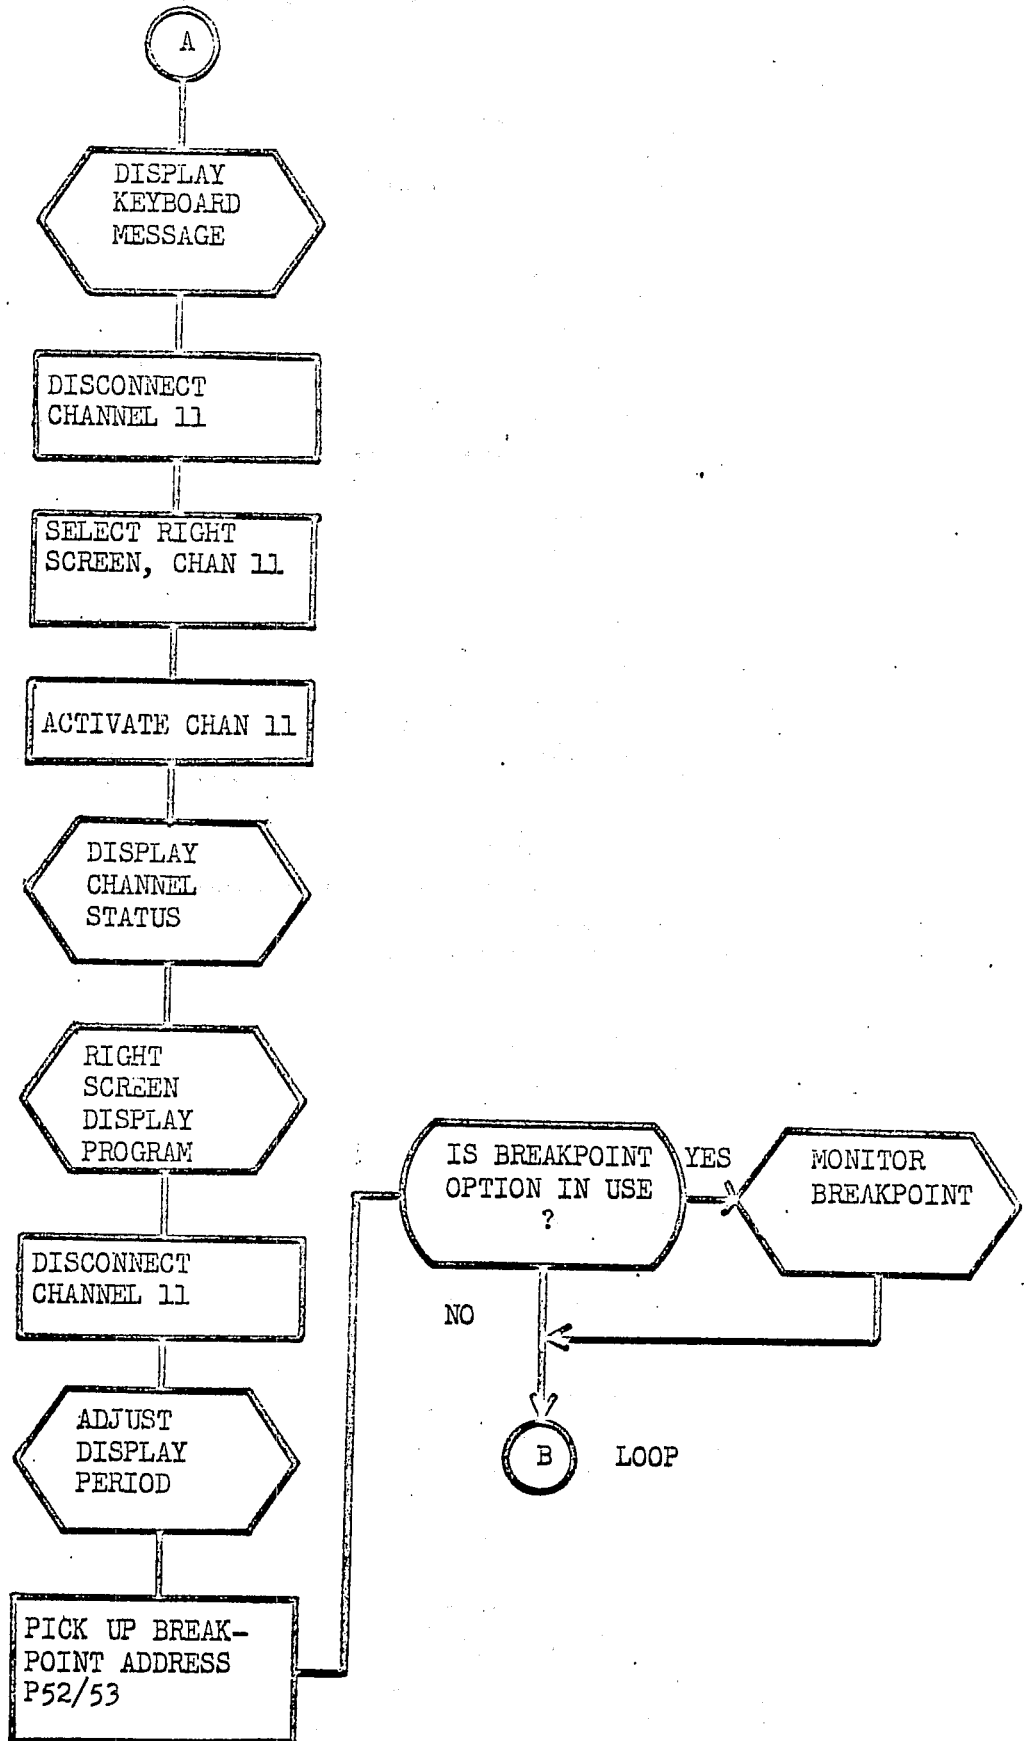 A
DISPLAY
KEYBOARD
MESSAGE
DISCONNECT
CHANNEL 11
SELECT RIGHT
SCREEN, CHAN 11
ACTIVATE CHAN 11
DISPLAY
CHANNEL
STATUS
RIGHT
SCREEN
DISPLAY
PROGRAM
DISCONNECT
CHANNEL 11
ADJUST
DISPLAY
PERIOD
PICK UP BREAK-
POINT ADDRESS
P52/53
IS BREAKPOINT
OPTION IN USE
?
YES
MONITOR
BREAKPOINT
NO
B
LOOP